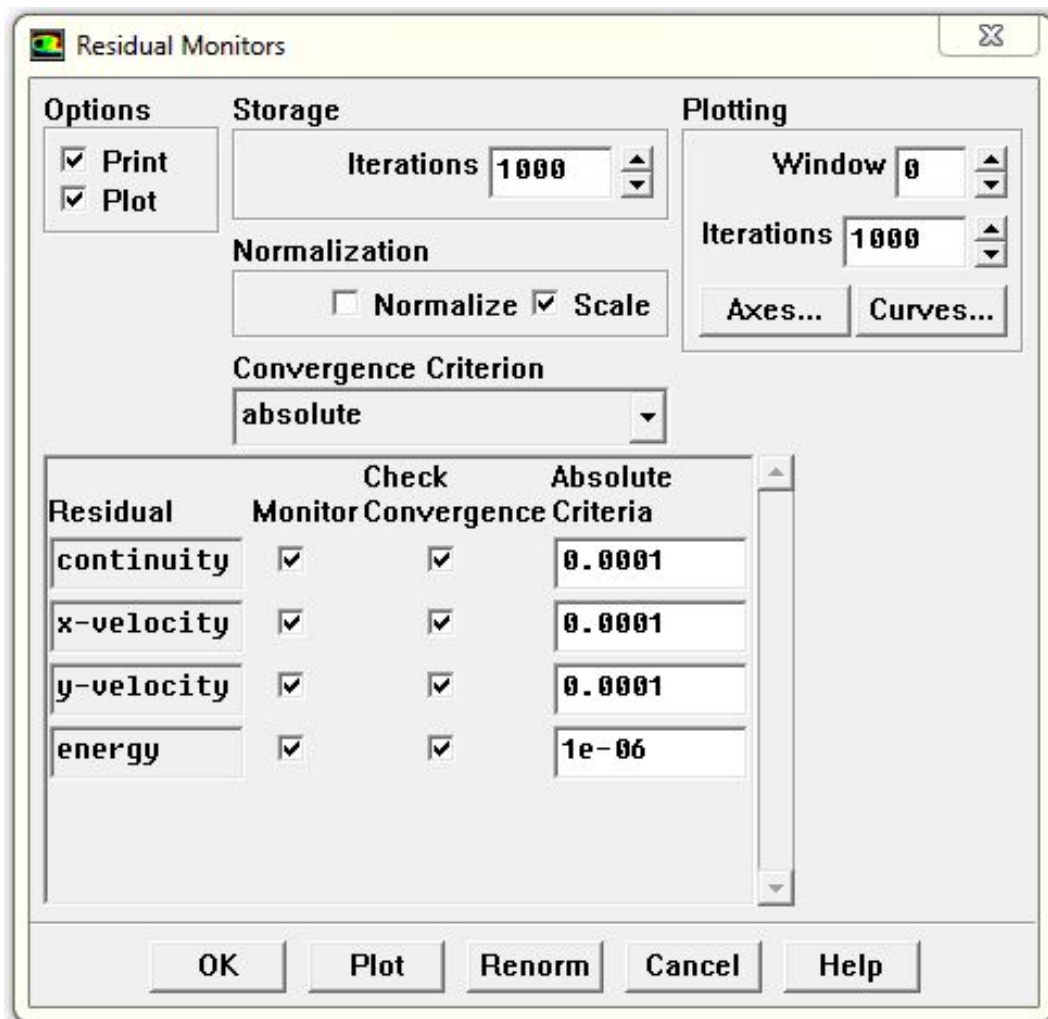 Residual Monitors
Options
Print
Plot
Storage
Iterations 1000
Normalization
Normalize Scale
Convergence Criterion
absolute
Plotting
Window 0
Iterations 1000
Axes... Curves...
Check Absolute
Residual Monitor Convergence Criteria
continuity 0.0001
x-velocity 0.0001
y-velocity 0.0001
energy 1e-06
OK Plot Renorm Cancel Help